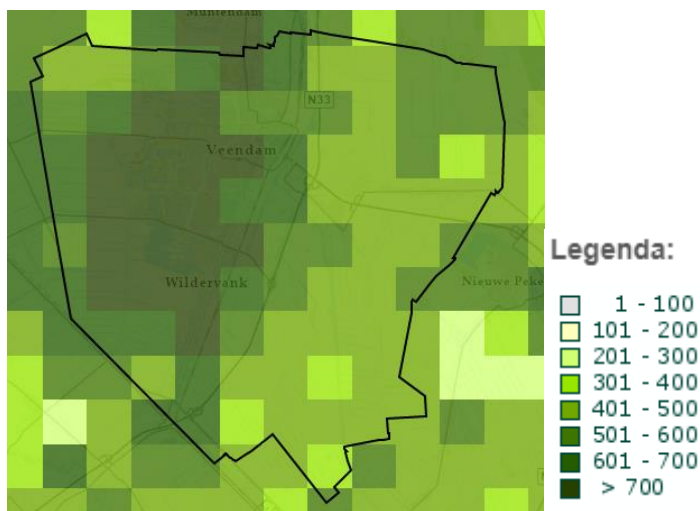 Muntendam
N33
Veendam
Wildervank
Nieuwe Peke
Legenda:
1 - 100
101 - 200
201 - 300
301 - 400
401 - 500
501 - 600
601 - 700
> 700